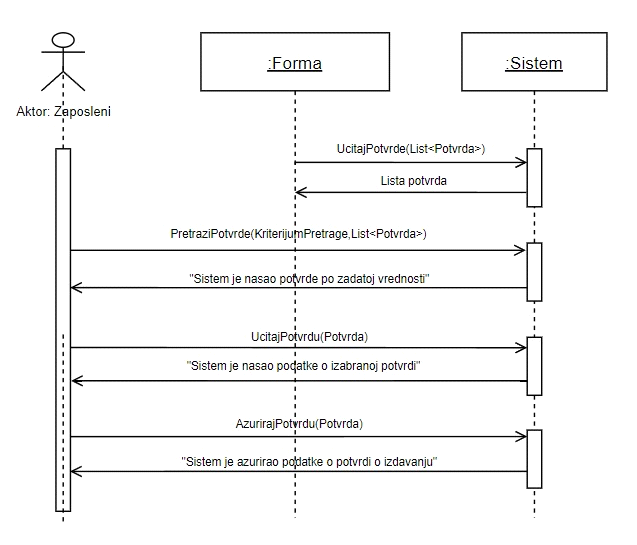 :Forma
:Sistem
Aktor: Zaposleni
UcitajPotvrde(List<Potvrda>)
Lista potvrda
PretraziPotvrde(KriterijumPretrage,List<Potvrda>)
"Sistem je nasao potvrde po zadatoj vrednosti"
UcitajPotvrdu(Potvrda)
"Sistem je nasao podatke o izabranoj potvrdi"
AzurirajPotvrdu(Potvrda)
"Sistem je azurirao podatke o potvrdi o izdavanju"